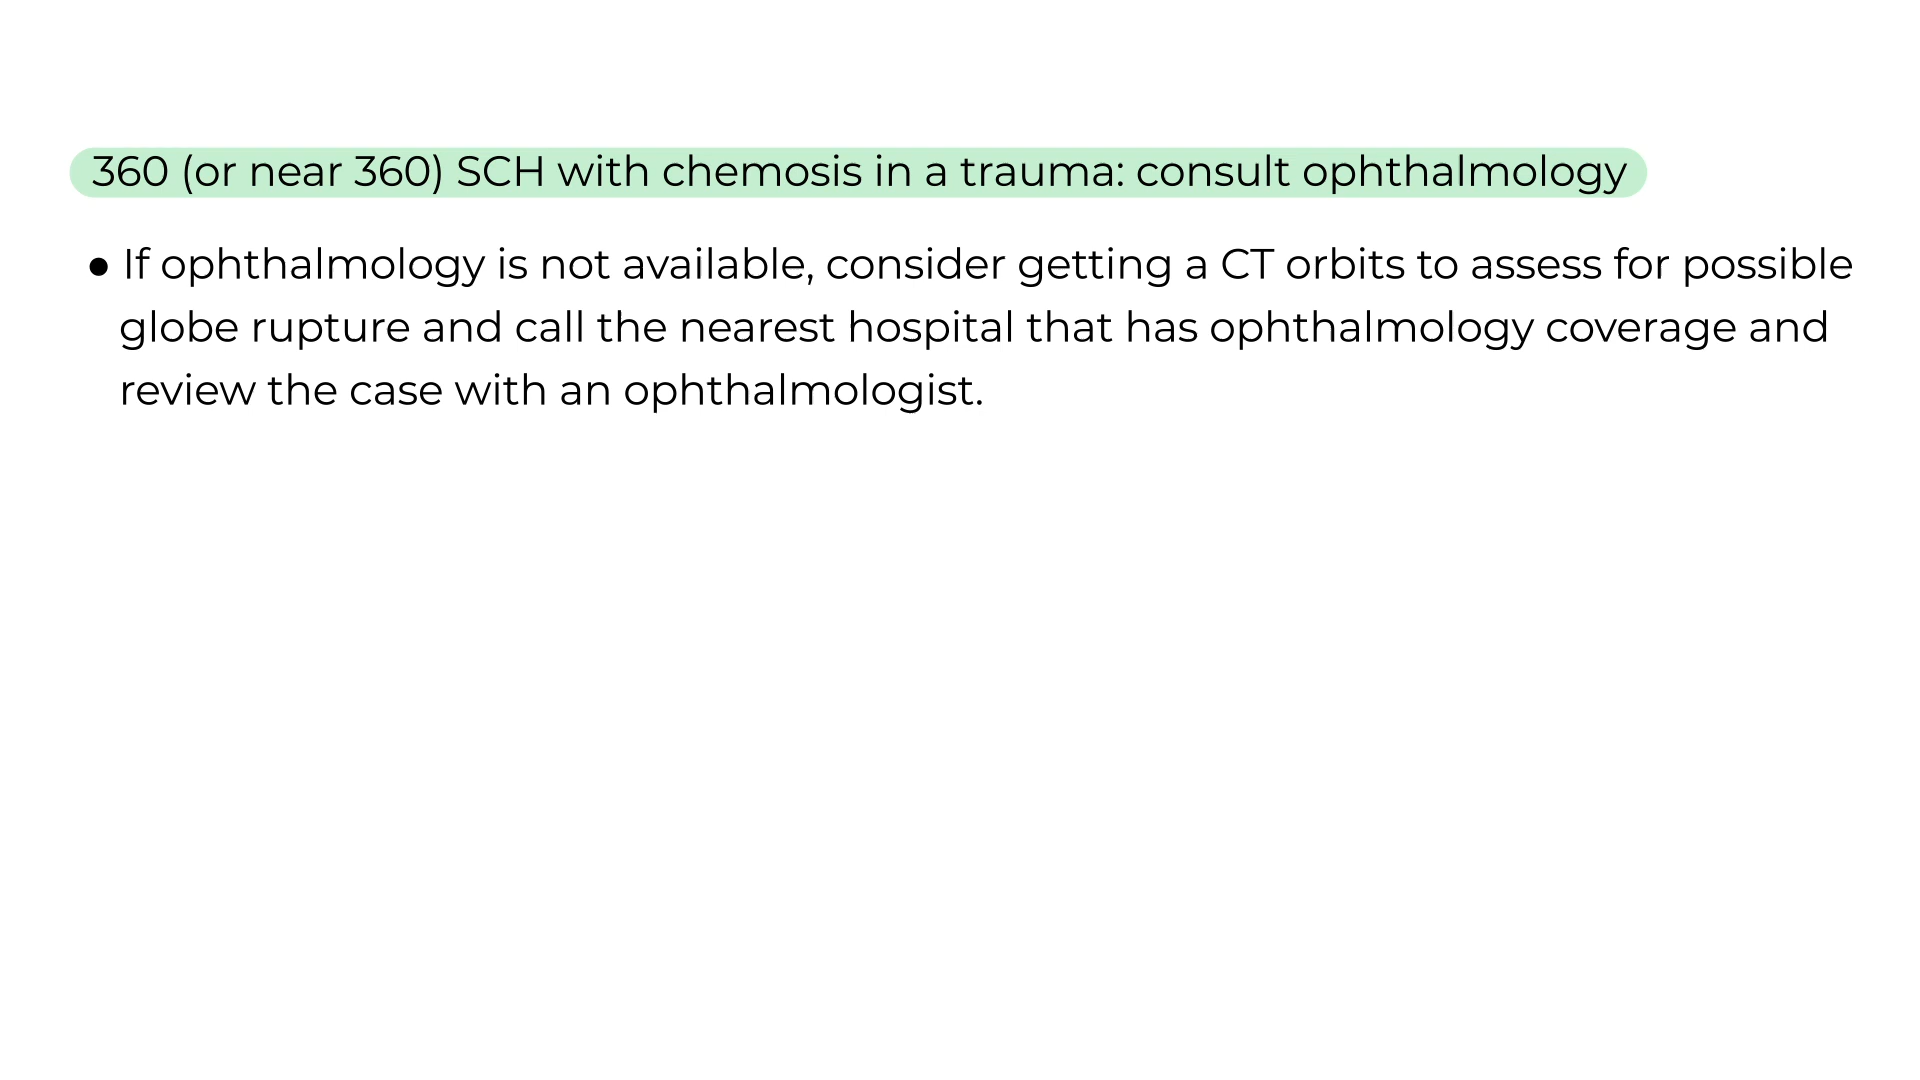 360 (or near 360) SCH with chemosis in a trauma: consult ophthalmology
● If ophthalmology is not available, consider getting a CT orbits to assess for possible
globe rupture and call the nearest hospital that has ophthalmology coverage and
review the case with an ophthalmologist.